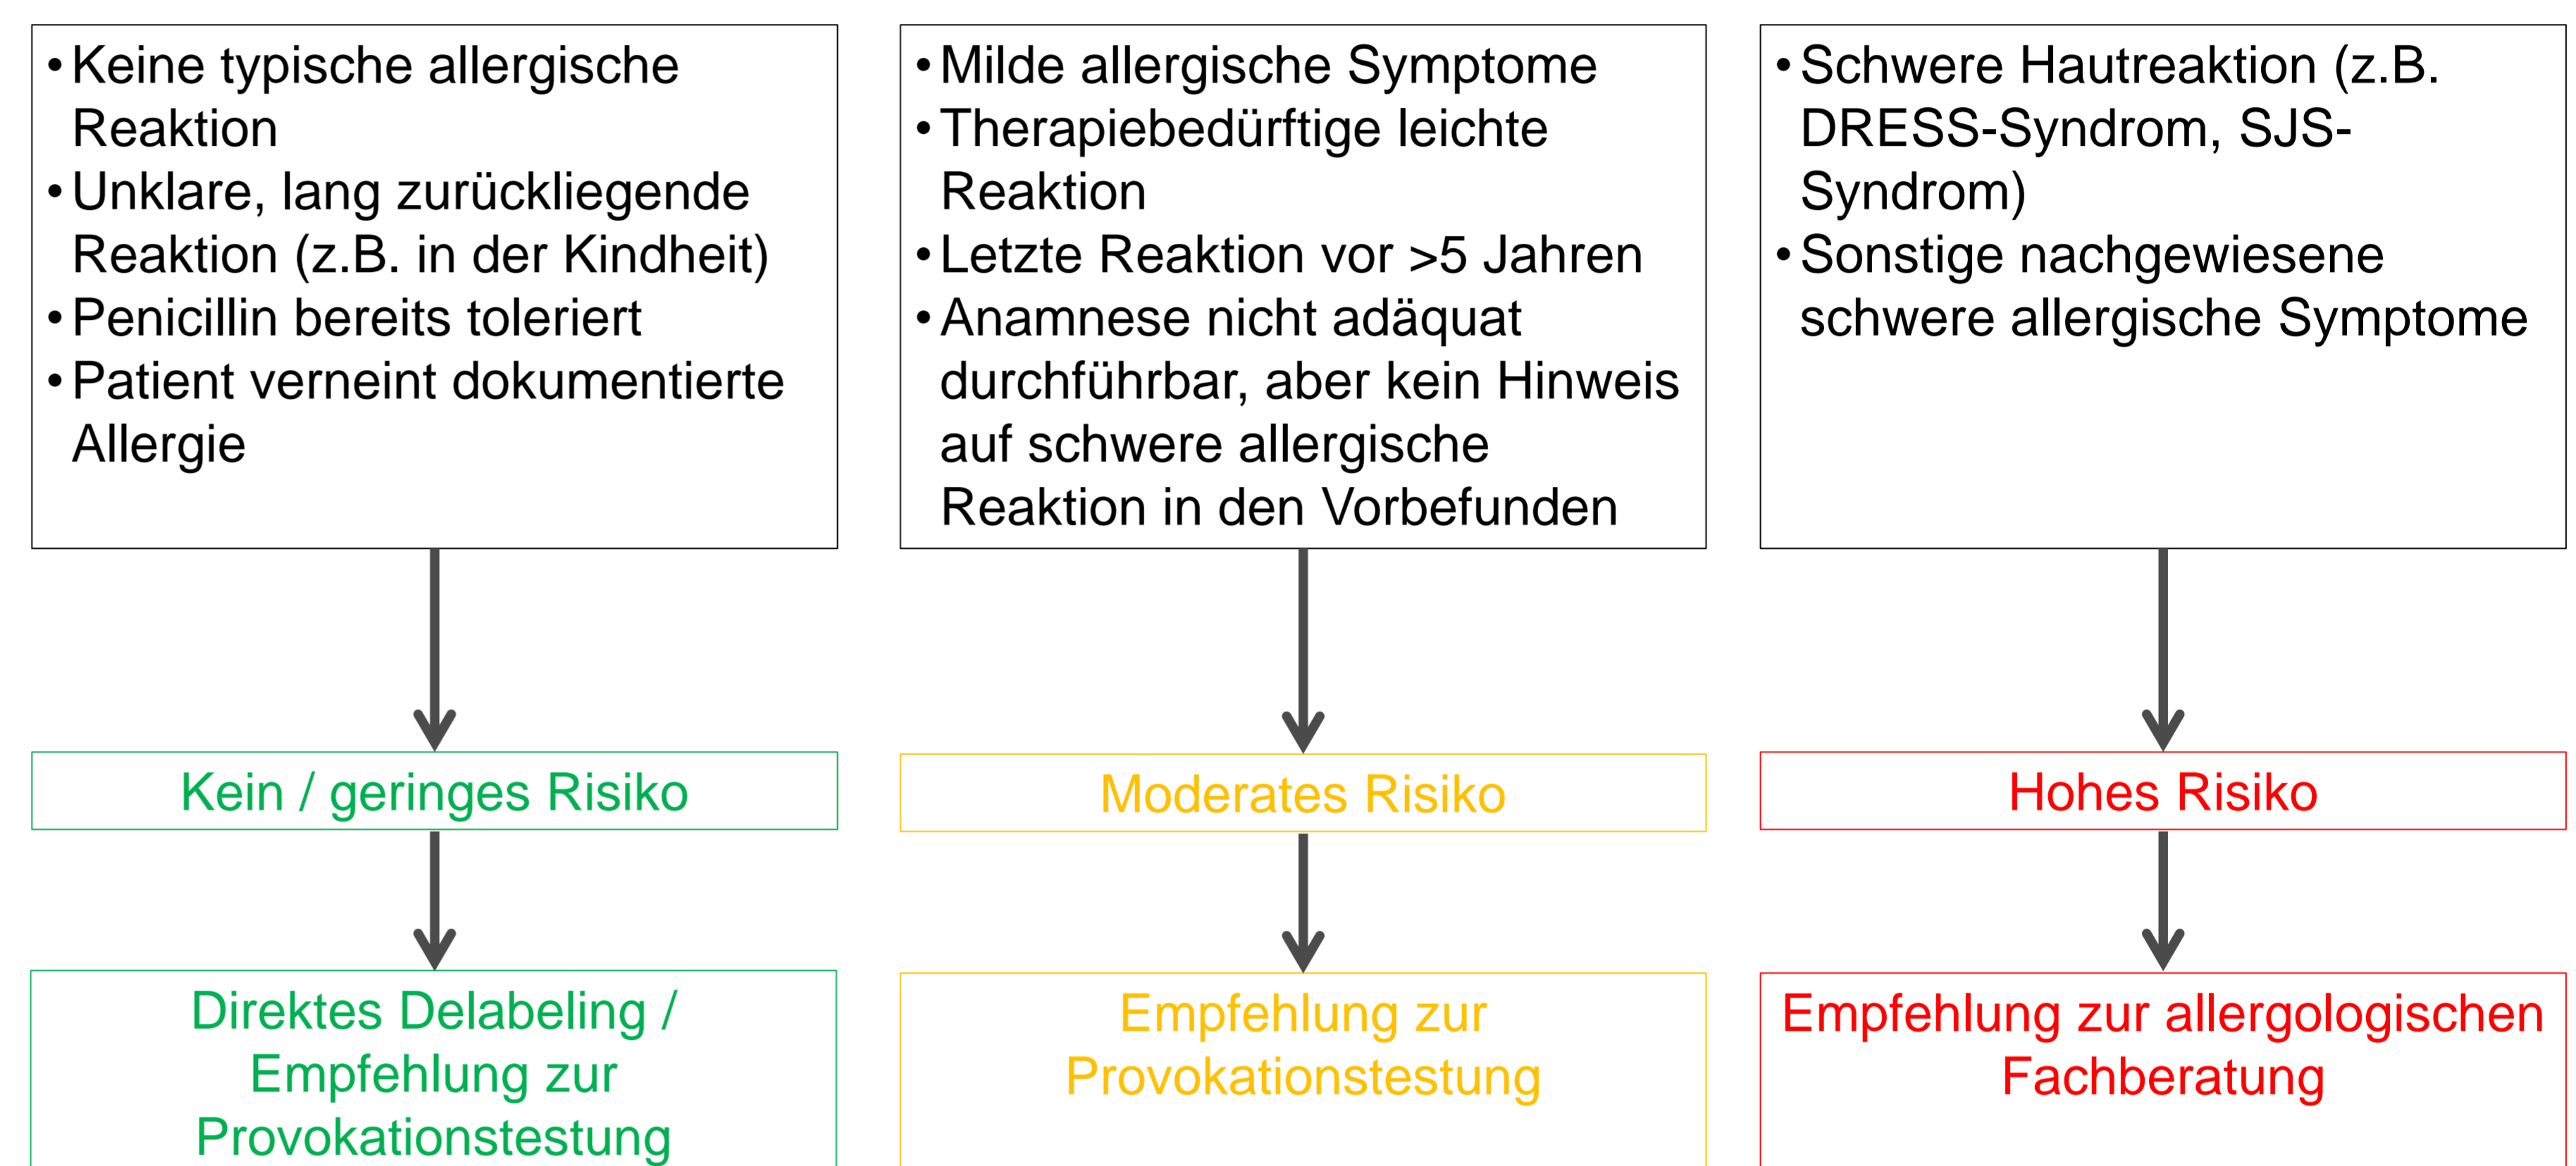 • Keine typische allergische
Reaktion
• Unklare, lang zurückliegende
Reaktion (z.B. in der Kindheit)
• Penicillin bereits toleriert
• Patient verneint dokumentierte
Allergie
• Milde allergische Symptome
• Therapiebedürftige leichte
Reaktion
• Letzte Reaktion vor >5 Jahren
• Anamnese nicht adäquat
durchführbar, aber kein Hinweis
auf schwere allergische
Reaktion in den Vorbefunden
• Schwere Hautreaktion (z.B.
DRESS-Syndrom, SJS-
Syndrom)
• Sonstige nachgewiesene
schwere allergische Symptome
Kein / geringes Risiko
Moderates Risiko
Hohes Risiko
Direktes Delabeling /
Empfehlung zur
Provokationstestung
Empfehlung zur
Provokationstestung
Empfehlung zur allergologischen
Fachberatung